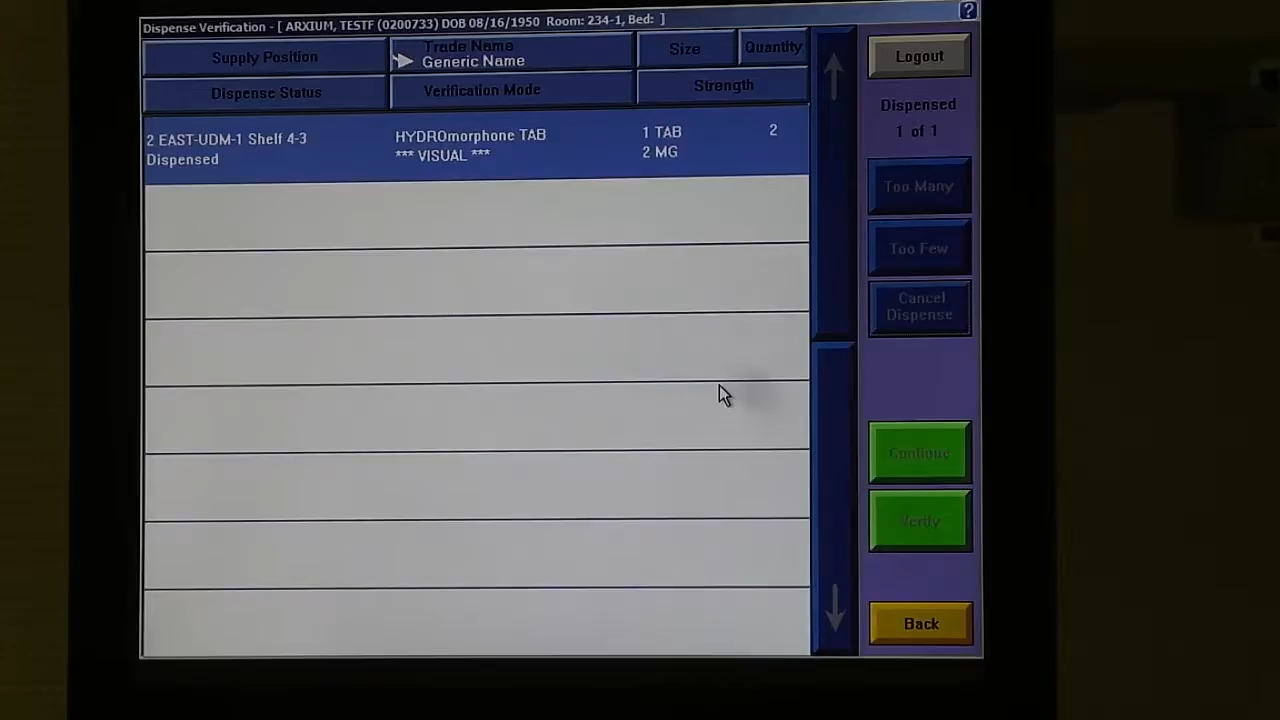 Dispense Verification - [ ARXIUM, TESTF (0200733) DOB 08/16/1950 Room: 234-1, Bed: ]
?
Supply Position
Trade Name
Generic Name
Size
Quantity
Dispense Status
Verification Mode
Strength
2 EAST-UDM-1 Shelf 4-3
HYDROmorphone TAB
1 TAB
2
Dispensed
*** VISUAL ***
2 MG
Logout
Dispensed
1 of 1
Too Many
Too Few
Cancel
Dispense
Continue
Verify
Back